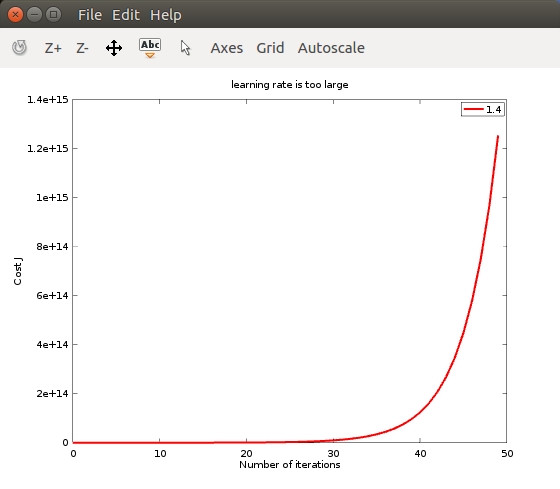 File Edit Help
Z+ Z- Abc Axes Grid Autoscale
learning rate is too large
1.4
1.4e+15
1.2e+15
1e+15
8e+14
6e+14
4e+14
2e+14
0
Cost J
0 10 20 30 40 50
Number of iterations